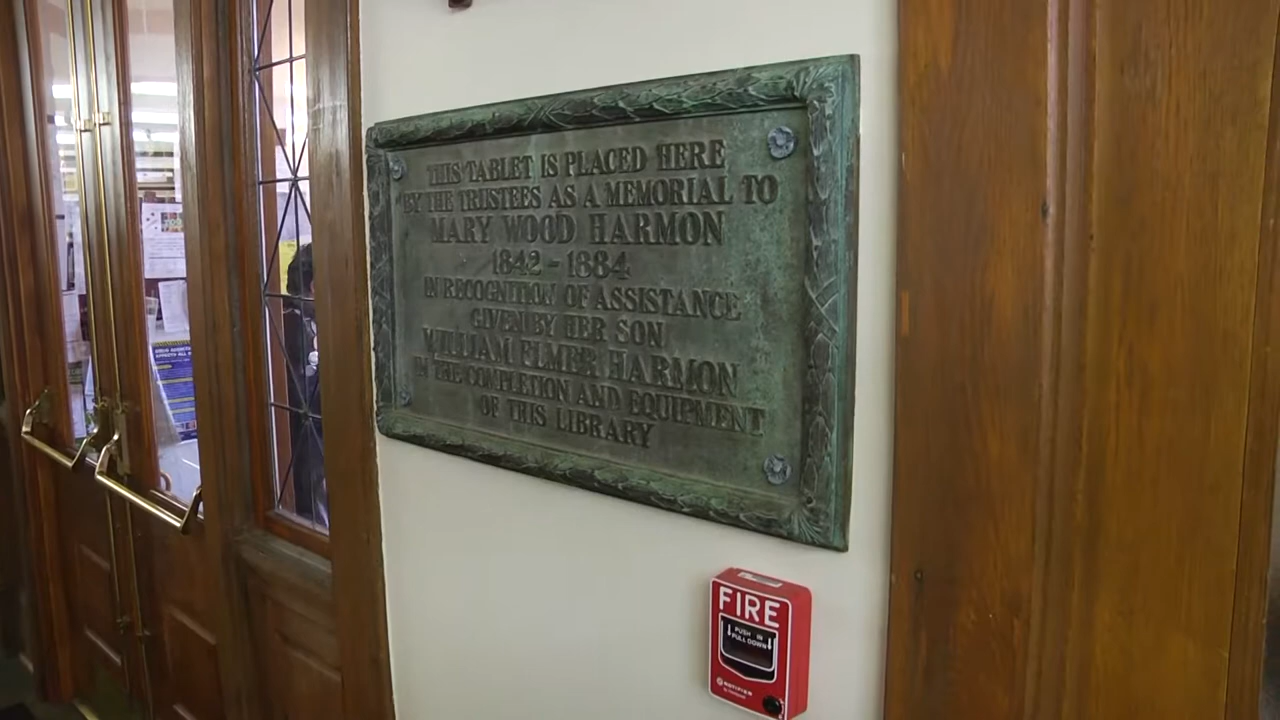 THIS TABLET IS PLACED HERE
BY THE TRUSTEES AS A MEMORIAL TO
MARY WOOD HARMON
1842 - 1884
IN RECOGNITION OF ASSISTANCE
GIVEN BY HER SON
WILLIAM ELMER HARMON
IN THE COMPLETION AND EQUIPMENT
OF THIS LIBRARY
FIRE
PUSH IN
PULL DOWN
NOTIFIER